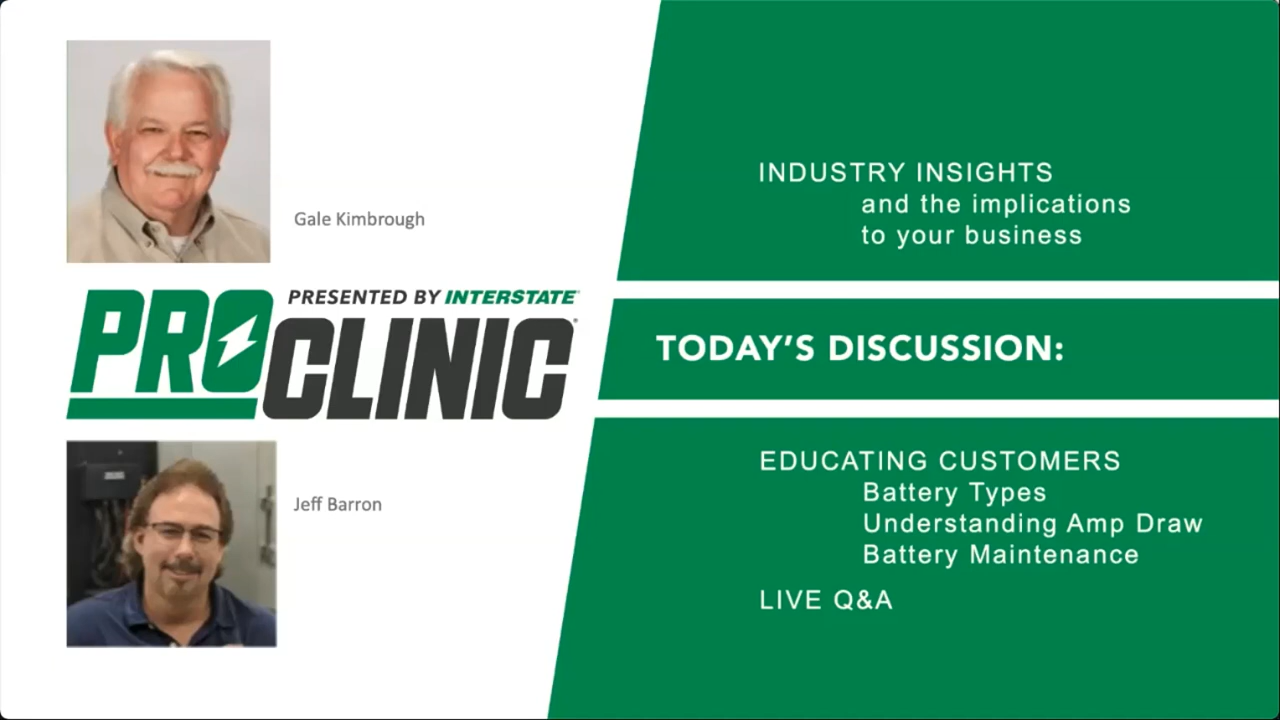 Gale Kimbrough
PRO
PRESENTED BY INTERSTATE
CLINIC
Jeff Barron
INDUSTRY INSIGHTS
and the implications
to your business
TODAY'S DISCUSSION:
EDUCATING CUSTOMERS
Battery Types
Understanding Amp Draw
Battery Maintenance
LIVE Q&A